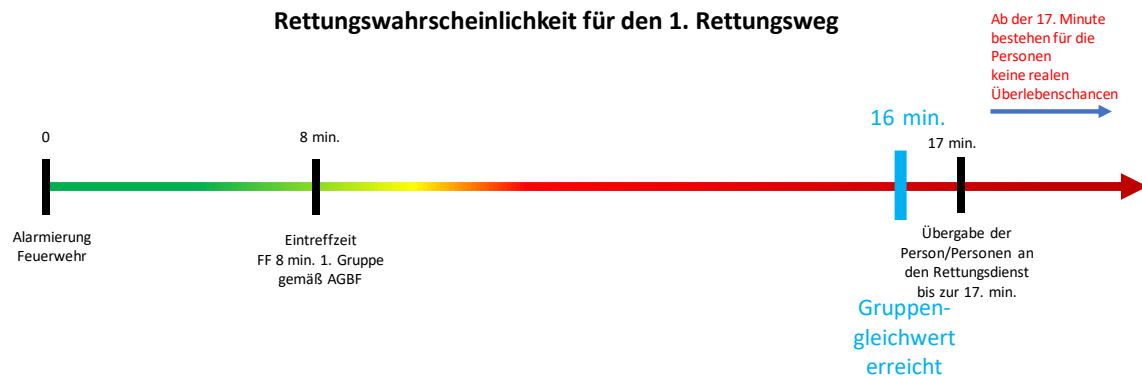 Rettungswahrscheinlichkeit für den 1. Rettungsweg
Ab der 17. Minute
bestehen für die
Personen
keine realen
Überlebenschancen
0
8 min.
16 min.
17 min.
Alarmierung
Feuerwehr
Eintreffzeit
FF 8 min. 1. Gruppe
gemäß AGBF
Übergabe der
Person/Personen an
den Rettungsdienst
bis zur 17. min.
Gruppen-
gleichwert
erreicht